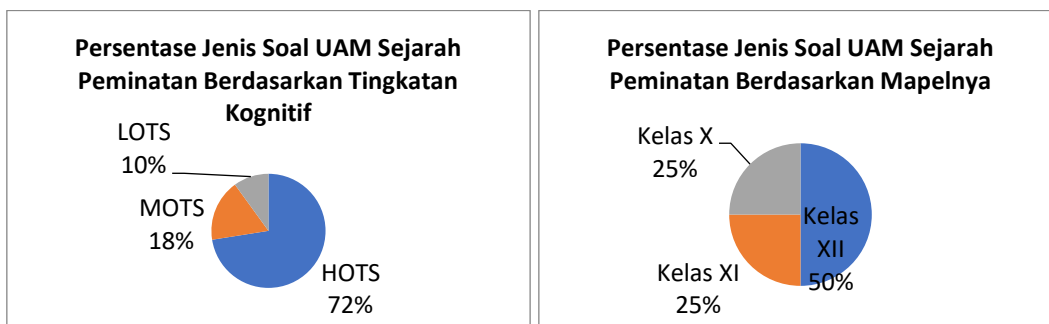 Persentase Jenis Soal UAM Sejarah
Peminatan Berdasarkan Tingkatan
Kognitif
LOTS
10%
MOTS
18%
HOTS
72%
Persentase Jenis Soal UAM Sejarah
Peminatan Berdasarkan Mapelnya
Kelas X
25%
Kelas
XII
50%
Kelas XI
25%